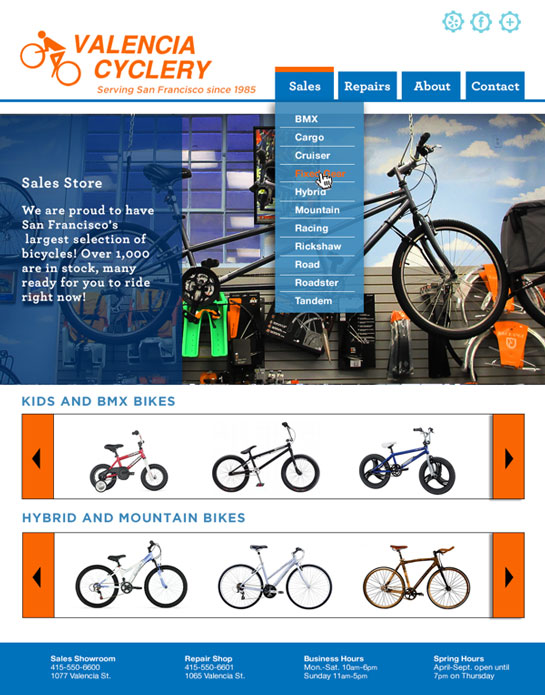 VALENCIA
CYCLERY
Serving San Francisco since 1985
Sales
Repairs
About
Contact
BMX
Cargo
Cruiser
Fixed Gear
Hybrid
Mountain
Racing
Rickshaw
Road
Roadster
Tandem
Sales Store
We are proud to have
San Francisco's
largest selection of
bicycles! Over 1,000
are in stock, many
ready for you to ride
right now!
KIDS AND BMX BIKES
HYBRID AND MOUNTAIN BIKES
Sales Showroom
415-550-6600
1077 Valencia St.
Repair Shop
415-550-6601
1065 Valencia St.
Business Hours
Mon.-Sat. 10am-6pm
Sunday 11am-5pm
Spring Hours
April-Sept. open until
7pm on Thursday